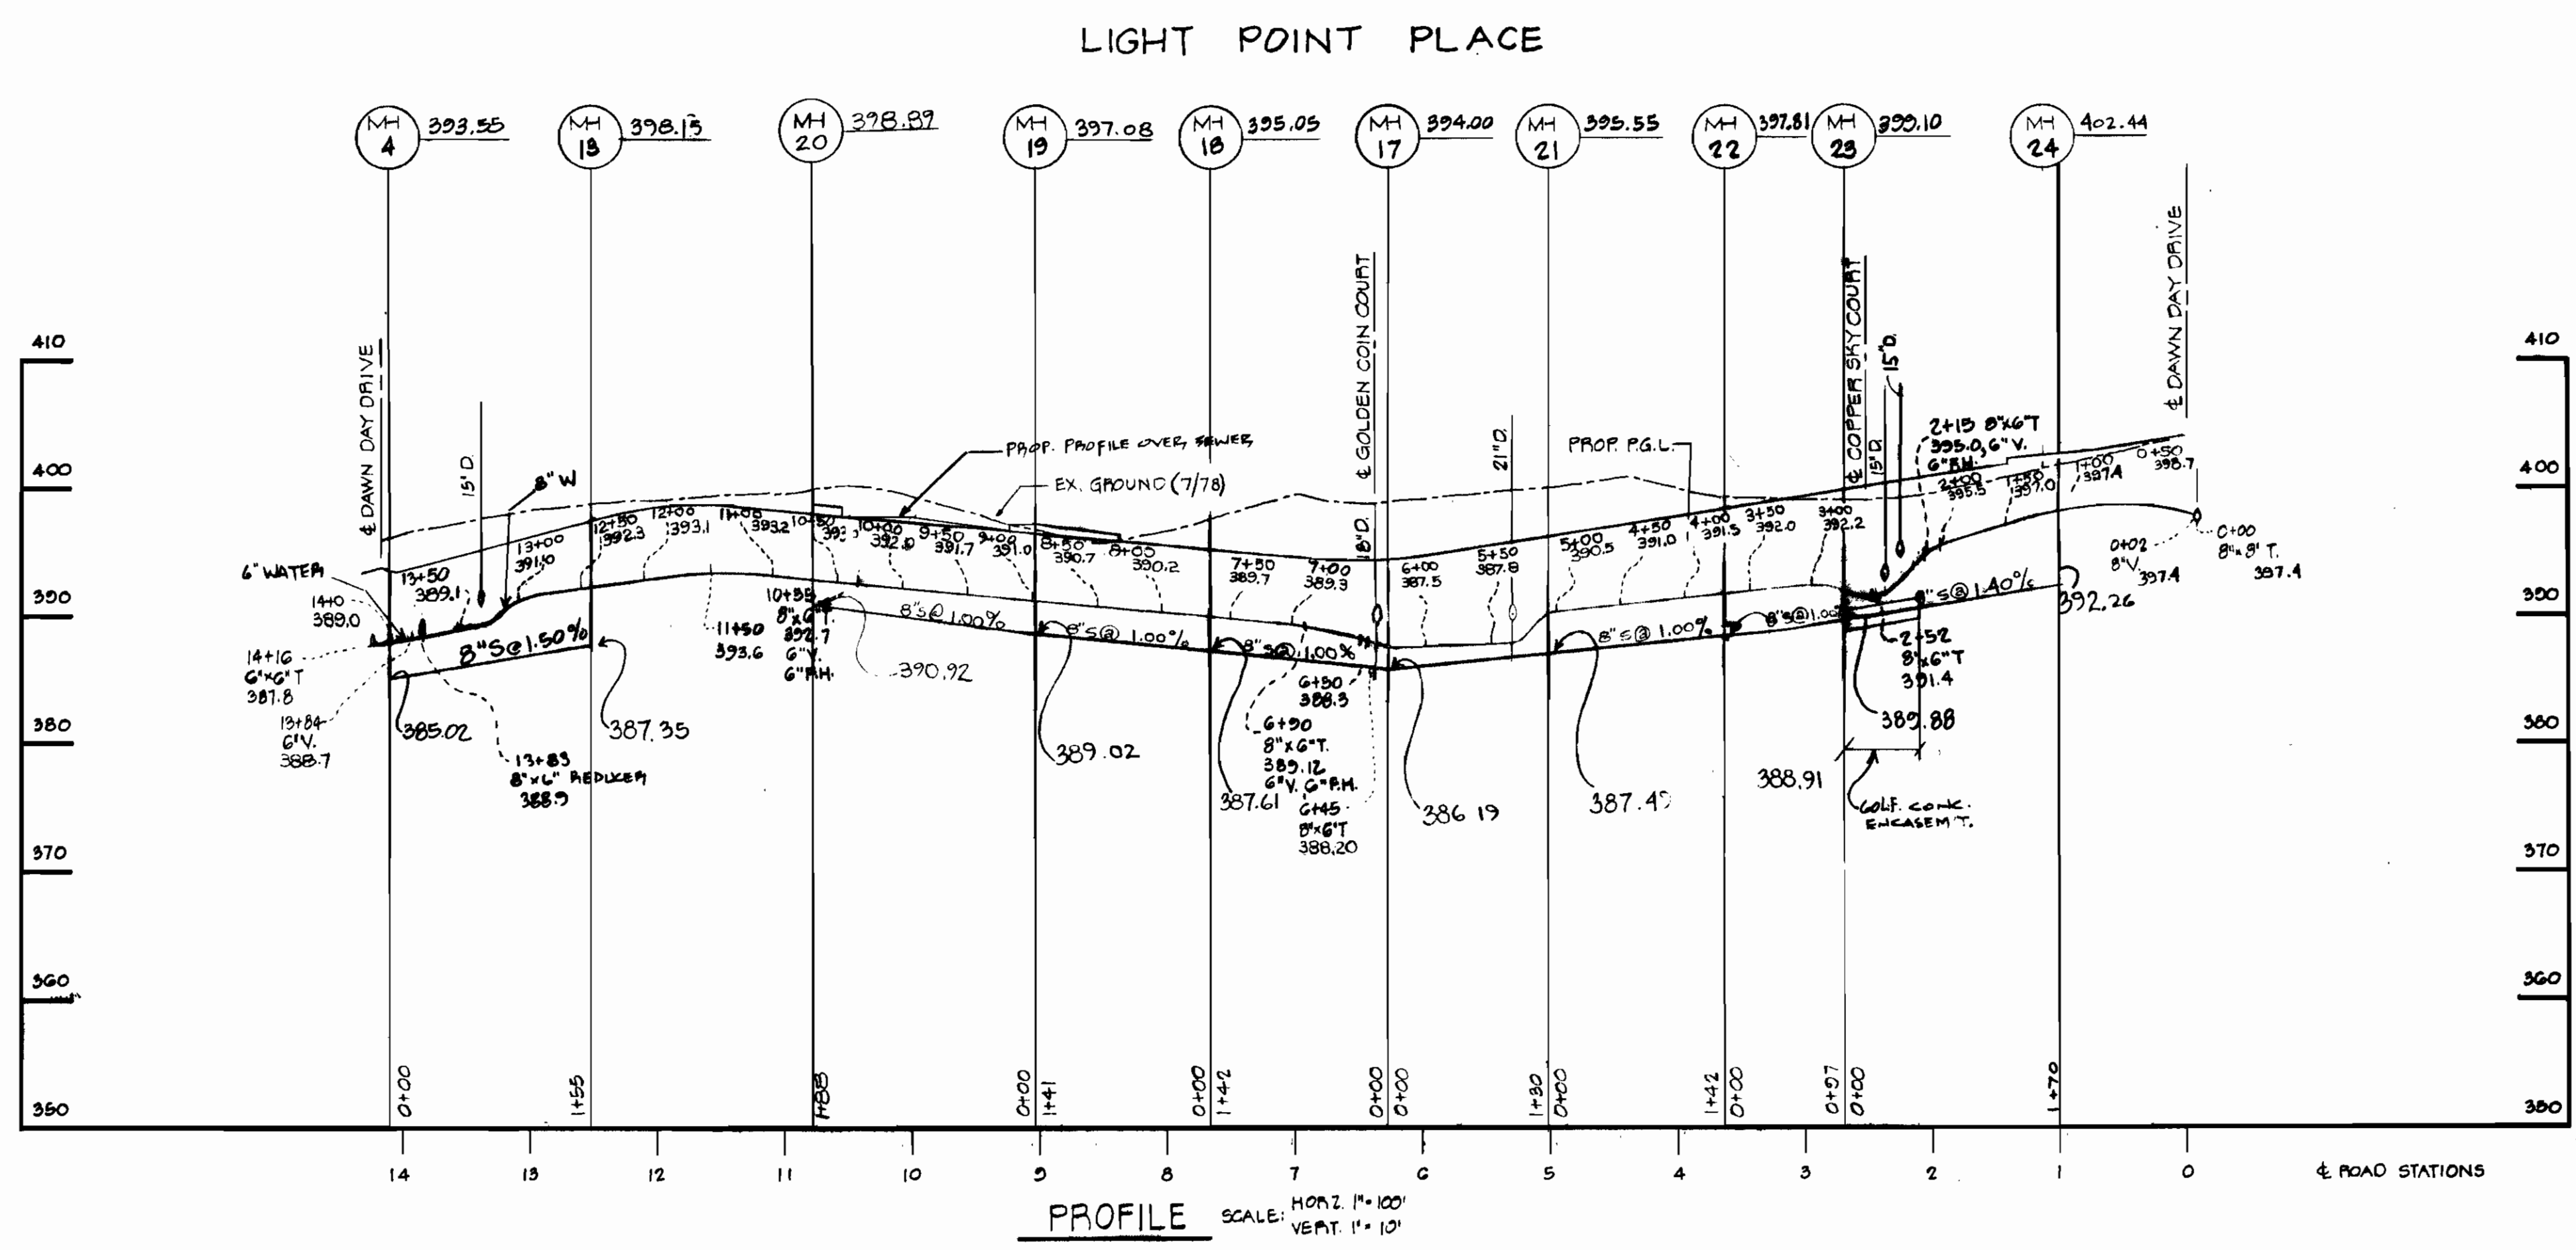 LIGHT POINT PLACE
MH 4 393.55
MH 13 398.15
MH 20 398.89
MH 19 397.08
MH 18 395.05
MH 17 394.00
MH 21 395.55
MH 22 397.81
MH 23 399.10
MH 24 402.44
410
400
390
380
370
360
350
410
400
390
380
370
360
350
℄ DAWN DAY DRIVE
15" D.
8" W
PROP. PROFILE OVER SEWER
EX. GROUND (7/78)
℄ GOLDEN COIN COURT
18" D.
21" D.
PROP. P.G.L.
℄ COPPER SKY COURT
15" D.
15" D.
℄ DAWN DAY DRIVE
2+15 8"x6"T
395.0, 6" V.
6" F.H.
6" WATER
14+0
389.0
13+50
389.1
13+00
391.0
12+50
392.3
12+00
393.1
11+00
393.2
10+50
10+00
9+50
391.7
9+00
391.0
8+50
390.7
8+00
390.2
7+50
389.7
7+00
389.3
6+00
387.5
5+50
387.8
5+00
390.5
4+50
391.0
4+00
391.5
3+50
392.0
3+00
392.2
2+00
395.5
1+50
397.0
1+00
397.4
0+50
398.7
0+02
8" V.
397.4
0+00
8"x8" T.
397.4
14+16
6"x6" T
387.8
13+84
6" V.
388.7
8"S@1.50%
385.02
387.35
13+83
8"x6" REDUCER
388.9
11+50
393.6
8"x6"T.
392.7
6"V.
6"F.H.
390.92
8"S@1.00%
8"S@ 1.00%
8"S@ 1.00%
389.02
387.61
6+50
388.3
6+90
8"x6"T.
389.12
6"V. 6"F.H.
6+45
8"x6"T
388.20
386.19
8"S@ 1.00%
387.49
8"S@1.00
"S@1.40%
392.26
2+52
8"x6"T
391.4
389.88
388.91
60 L.F. CONC.
ENCASEM'T.
0+00
1+55
1+88
0+00
1+41
0+00
1+42
0+00
0+00
1+30
0+00
1+42
0+00
0+97
0+00
1+70
14 13 12 11 10 9 8 7 6 5 4 3 2 1 0 ℄ ROAD STATIONS
PROFILE SCALE: HORZ. 1"=100'
VERT. 1"=10'